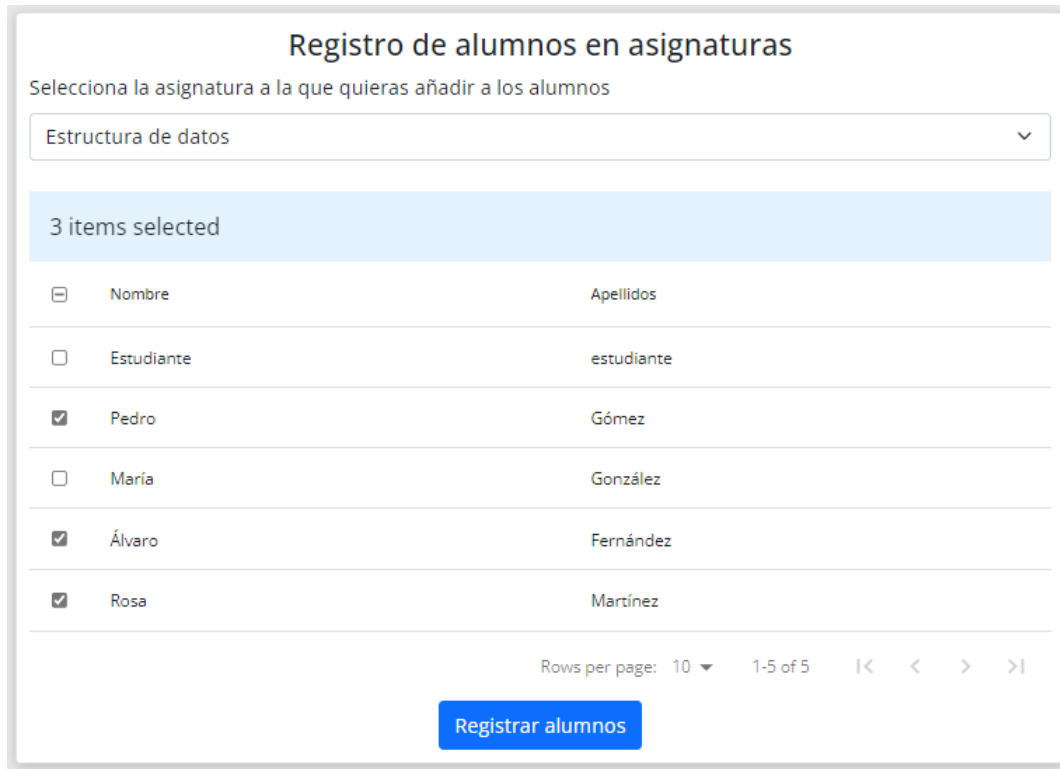 Registro de alumnos en asignaturas
Selecciona la asignatura a la que quieras añadir a los alumnos
Estructura de datos
3 items selected
Nombre Apellidos
Estudiante estudiante
Pedro Gómez
María González
Álvaro Fernández
Rosa Martínez
Rows per page: 10 1-5 of 5
Registrar alumnos